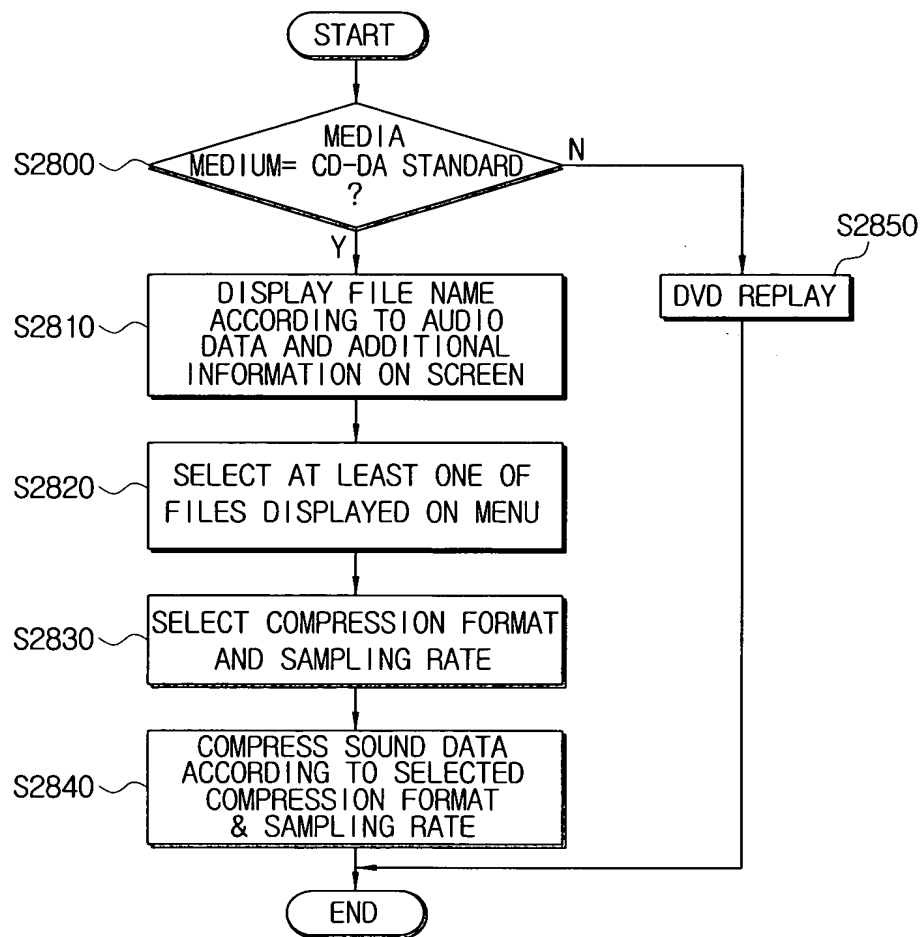 START
MEDIA
MEDIUM= CD-DA STANDARD
?
S2800
N
Y
S2850
DVD REPLAY
S2810
DISPLAY FILE NAME
ACCORDING TO AUDIO
DATA AND ADDITIONAL
INFORMATION ON SCREEN
S2820
SELECT AT LEAST ONE OF
FILES DISPLAYED ON MENU
S2830
SELECT COMPRESSION FORMAT
AND SAMPLING RATE
S2840
COMPRESS SOUND DATA
ACCORDING TO SELECTED
COMPRESSION FORMAT
& SAMPLING RATE
END